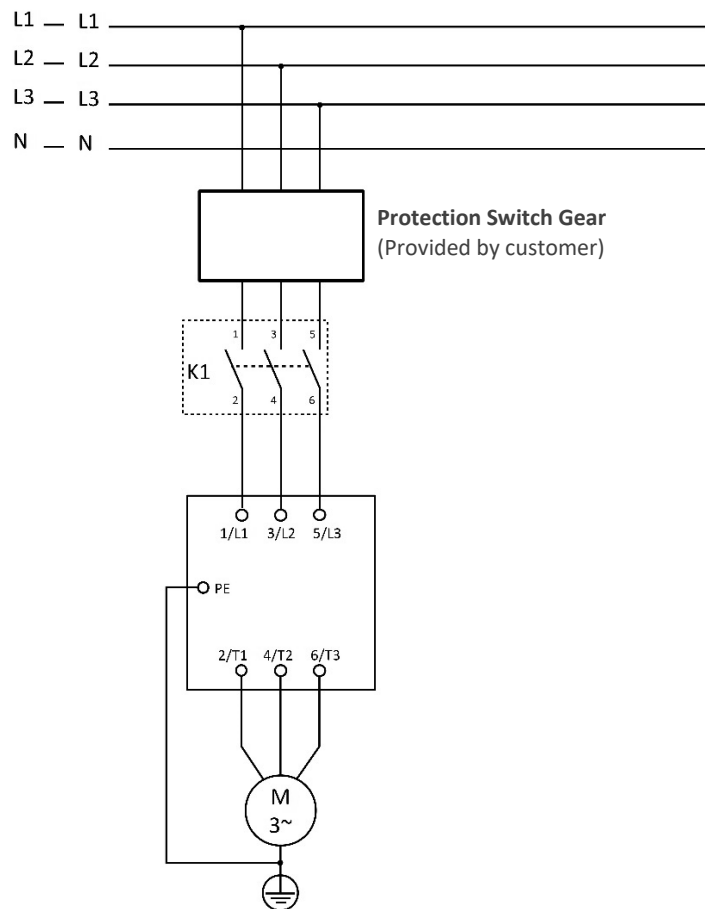 L1 — L1
L2 — L2
L3 — L3
N — N
Protection Switch Gear
(Provided by customer)
1 3 5
K1
2 4 6
1/L1 3/L2 5/L3
PE
2/T1 4/T2 6/T3
M
3~